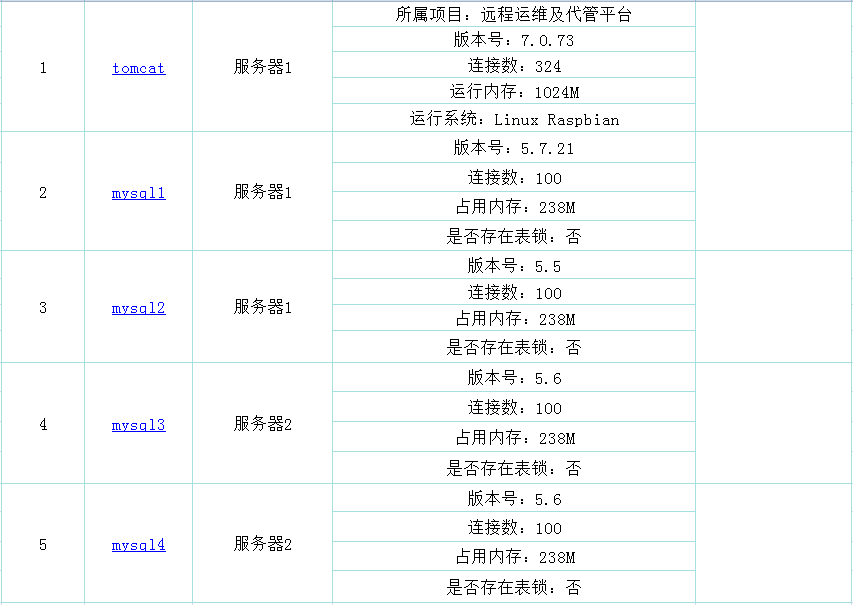 1 tomcat 服务器1
所属项目：远程运维及代管平台
版本号：7.0.73
连接数：324
运行内存：1024M
运行系统：Linux Raspbian
2 mysql1 服务器1
版本号：5.7.21
连接数：100
占用内存：238M
是否存在表锁：否
3 mysql2 服务器1
版本号：5.5
连接数：100
占用内存：238M
是否存在表锁：否
4 mysql3 服务器2
版本号：5.6
连接数：100
占用内存：238M
是否存在表锁：否
5 mysql4 服务器2
版本号：5.6
连接数：100
占用内存：238M
是否存在表锁：否